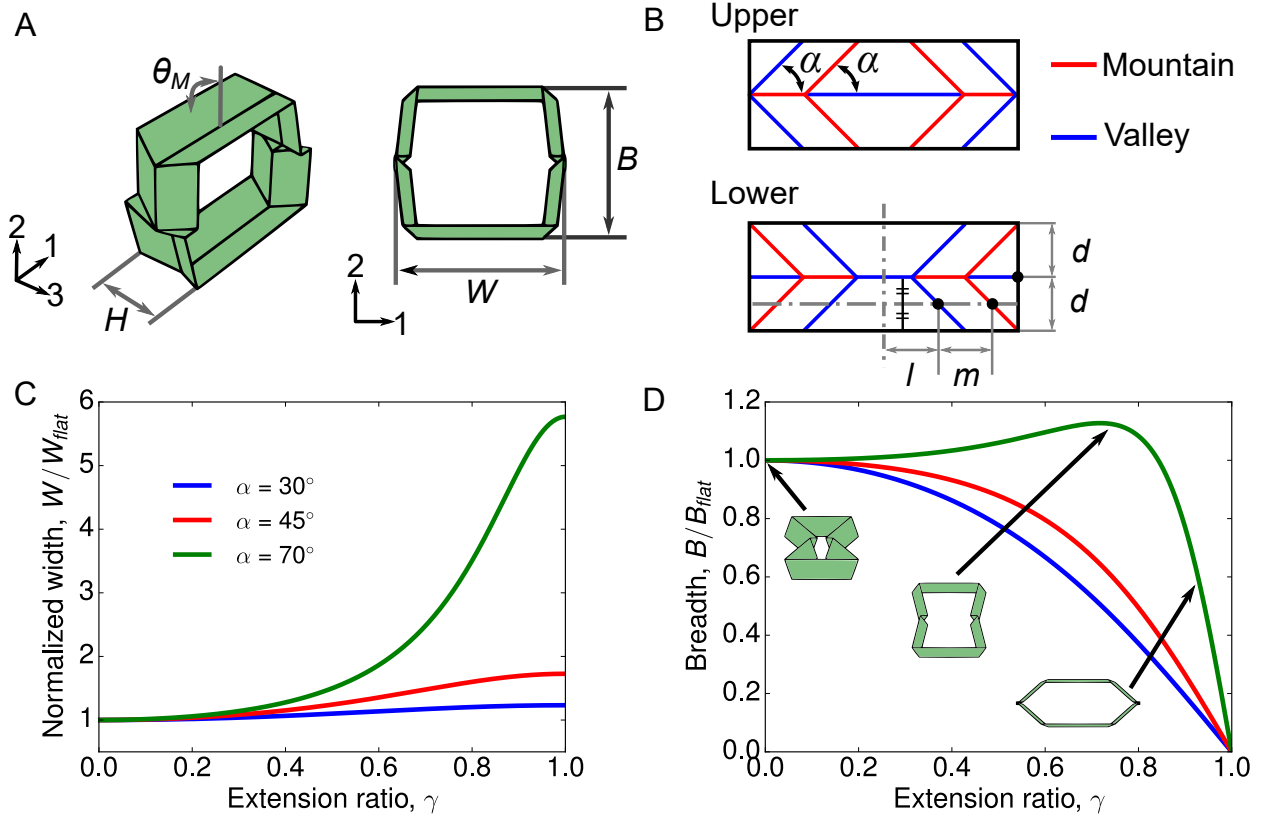 A
θM
B
W
H
2
1
3
2
1
B
Upper
α
α
Mountain
Valley
Lower
d
d
l
m
C
Normalized width, W/Wflat
6
5
4
3
2
1
0.0
0.2
0.4
0.6
0.8
1.0
α = 30°
α = 45°
α = 70°
Extension ratio, γ
D
Breadth, B/Bflat
1.2
1.0
0.8
0.6
0.4
0.2
0.0
0.0
0.2
0.4
0.6
0.8
1.0
Extension ratio, γ